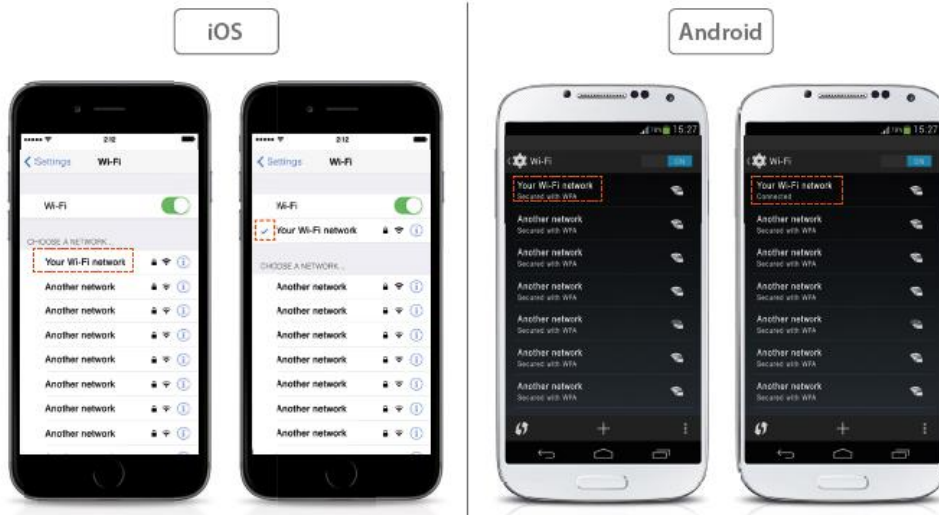 iOS
Android
2:12
Settings
Wi-Fi
Wi-Fi
CHOOSE A NETWORK...
Your Wi-Fi network
Another network
Another network
Another network
Another network
Another network
Another network
Another network
2:12
Settings
Wi-Fi
Wi-Fi
Your Wi-Fi network
CHOOSE A NETWORK...
Another network
Another network
Another network
Another network
Another network
Another network
Another network
15:27
Wi-Fi
ON
Your Wi-Fi network
Secured with WPA
Another network
Secured with WPA
Another network
Secured with WPA
Another network
Secured with WPA
Another network
Secured with WPA
Another network
Secured with WPA
Another network
Secured with WPA
15:27
Wi-Fi
ON
Your Wi-Fi network
Connected
Another network
Secured with WPA
Another network
Secured with WPA
Another network
Secured with WPA
Another network
Secured with WPA
Another network
Secured with WPA
Another network
Secured with WPA